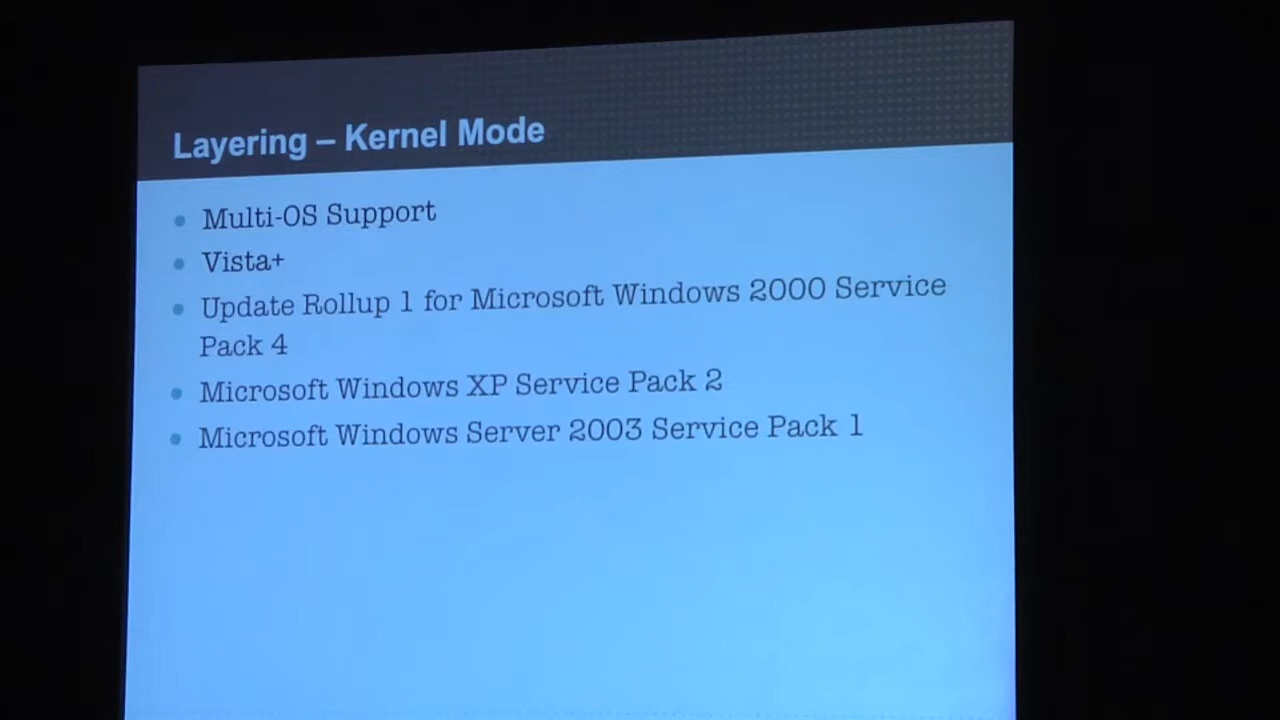 Layering – Kernel Mode
• Multi-OS Support
• Vista+
• Update Rollup 1 for Microsoft Windows 2000 Service
Pack 4
• Microsoft Windows XP Service Pack 2
• Microsoft Windows Server 2003 Service Pack 1